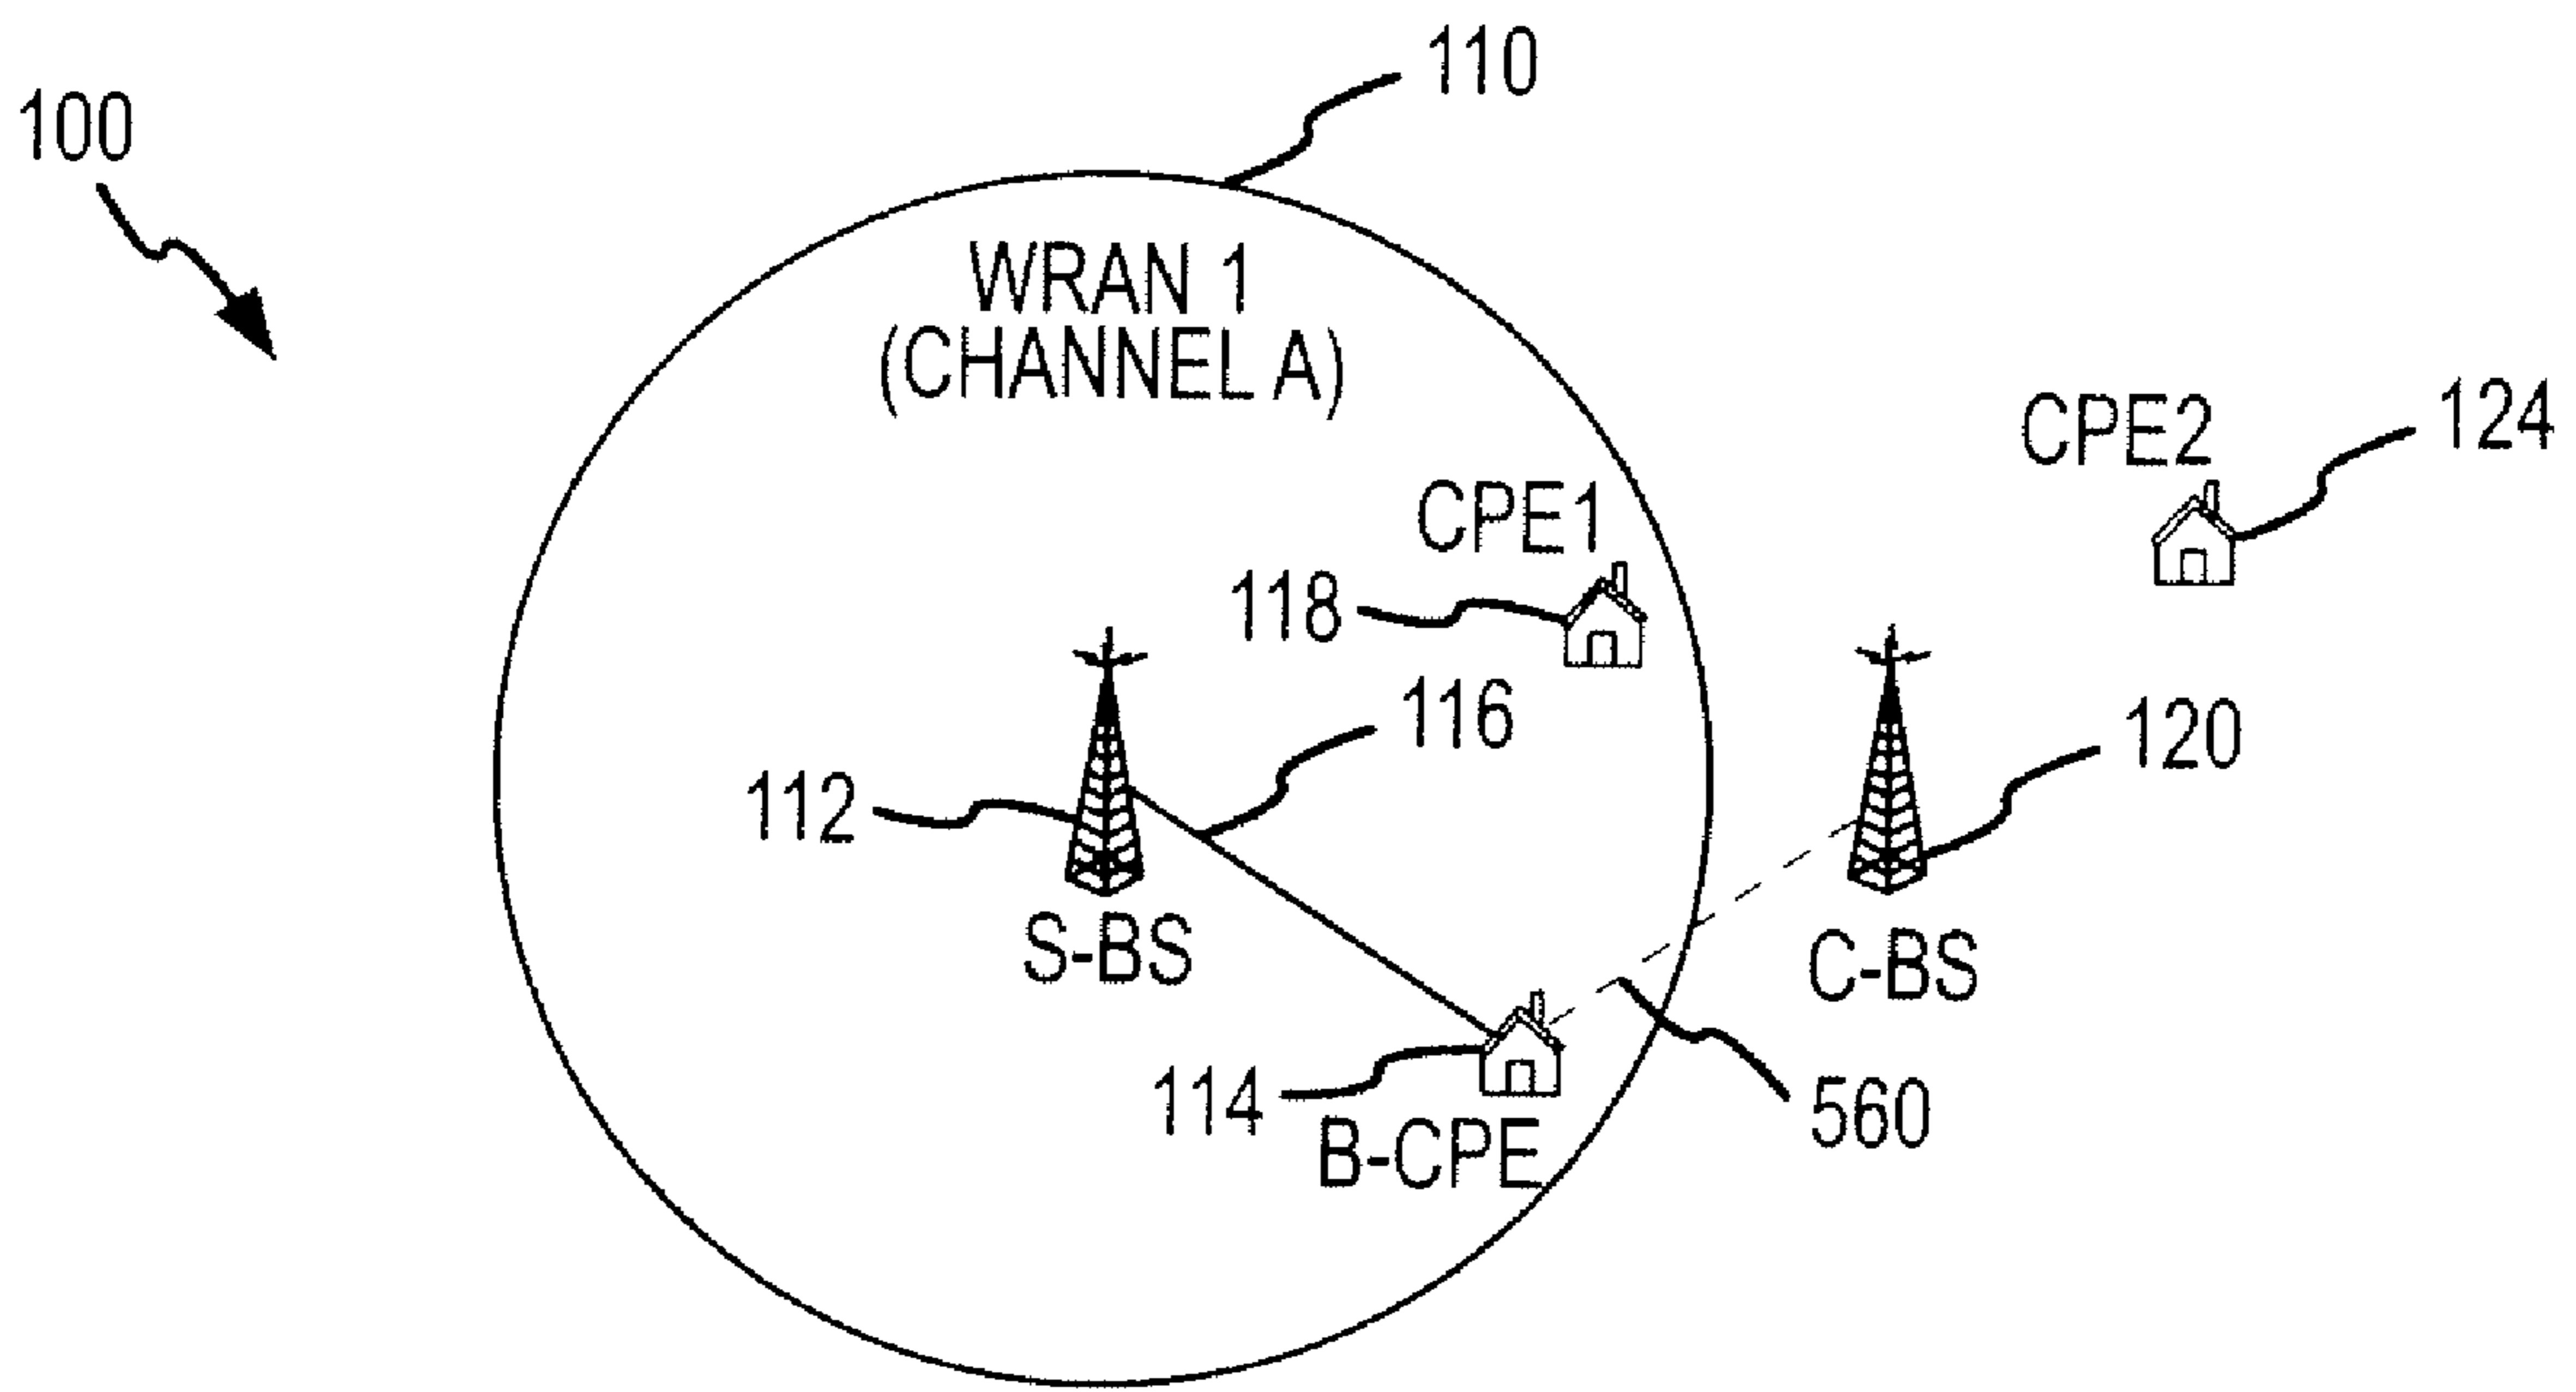 110
100
WRAN 1
(CHANNEL A)
CPE2
124
CPE1
118
116
120
112
S-BS
C-BS
114
560
B-CPE